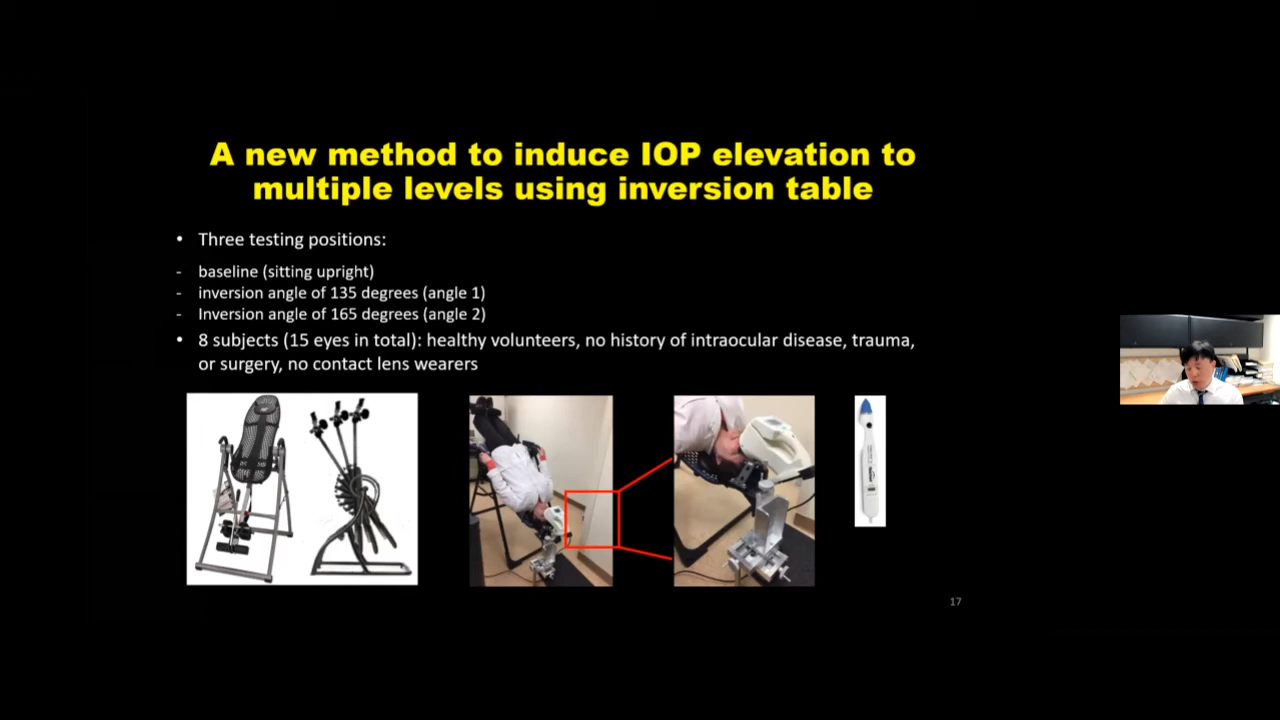 A new method to induce IOP elevation to
multiple levels using inversion table
• Three testing positions:
- baseline (sitting upright)
- inversion angle of 135 degrees (angle 1)
- Inversion angle of 165 degrees (angle 2)
• 8 subjects (15 eyes in total): healthy volunteers, no history of intraocular disease, trauma,
or surgery, no contact lens wearers
17